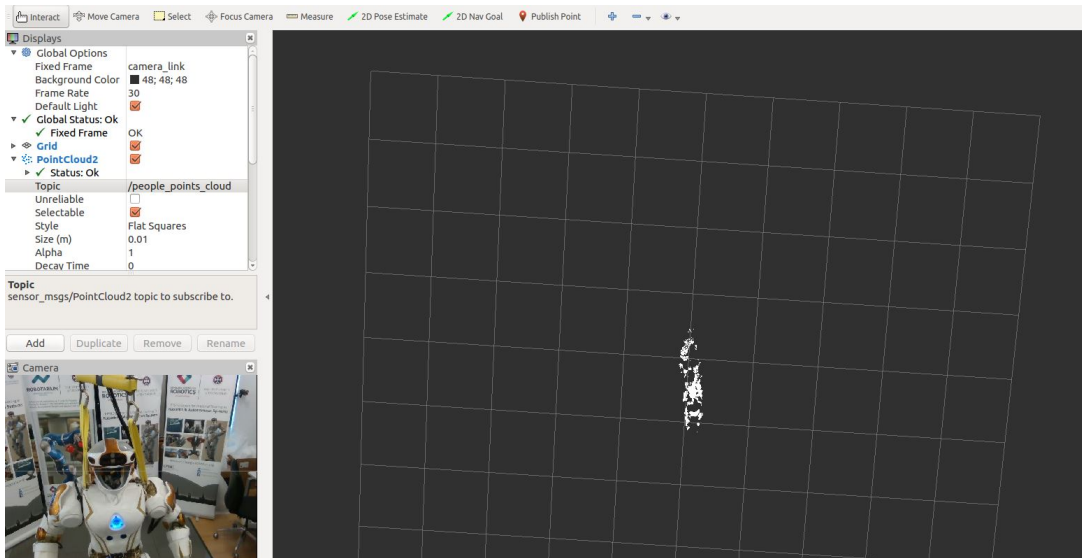 Interact Move Camera Select Focus Camera Measure 2D Pose Estimate 2D Nav Goal Publish Point
Displays
Global Options
Fixed Frame camera_link
Background Color 48; 48; 48
Frame Rate 30
Default Light
Global Status: Ok
Fixed Frame OK
Grid
PointCloud2
Status: Ok
Topic /people_points_cloud
Unreliable
Selectable
Style Flat Squares
Size (m) 0.01
Alpha 1
Decay Time 0
Topic
sensor_msgs/PointCloud2 topic to subscribe to.
Add Duplicate Remove Rename
Camera
ROBOTARIUM
ROBOTICS